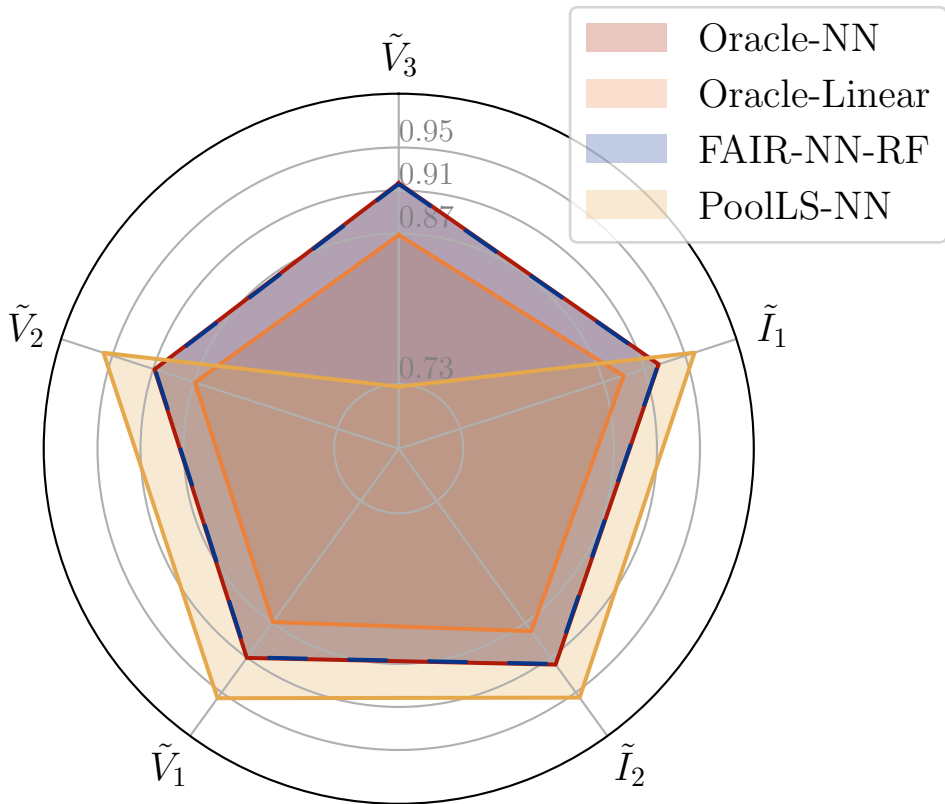 Oracle-NN
Oracle-Linear
FAIR-NN-RF
PoolLS-NN
Ṽ₃
0.95
0.91
0.87
0.73
Ṽ₂
Ĩ₁
Ṽ₁
Ĩ₂